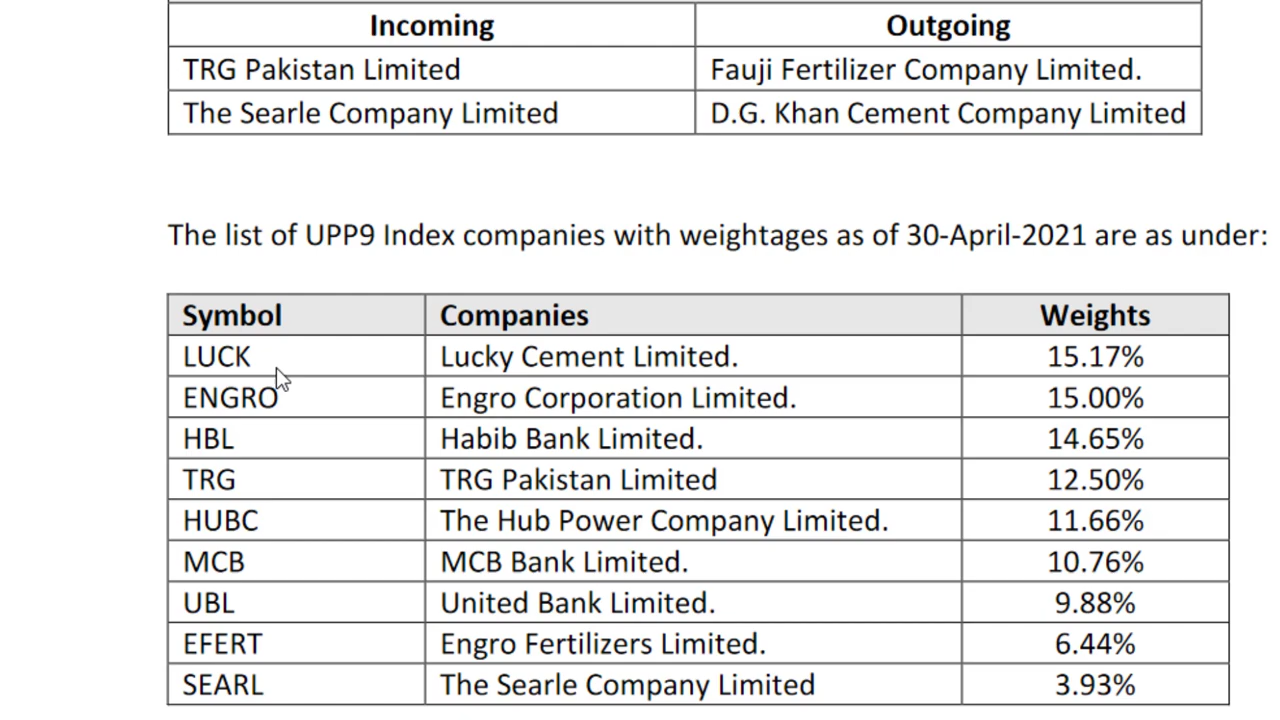 Incoming Outgoing
TRG Pakistan Limited Fauji Fertilizer Company Limited.
The Searle Company Limited D.G. Khan Cement Company Limited
The list of UPP9 Index companies with weightages as of 30-April-2021 are as under:
Symbol Companies Weights
LUCK Lucky Cement Limited. 15.17%
ENGRO Engro Corporation Limited. 15.00%
HBL Habib Bank Limited. 14.65%
TRG TRG Pakistan Limited 12.50%
HUBC The Hub Power Company Limited. 11.66%
MCB MCB Bank Limited. 10.76%
UBL United Bank Limited. 9.88%
EFERT Engro Fertilizers Limited. 6.44%
SEARL The Searle Company Limited 3.93%